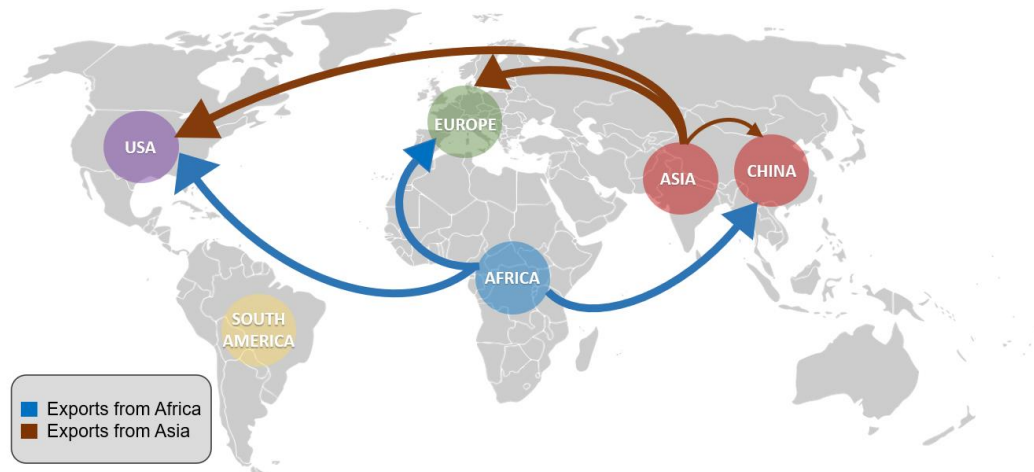 USA
EUROPE
ASIA
CHINA
AFRICA
SOUTH
AMERICA
Exports from Africa
Exports from Asia